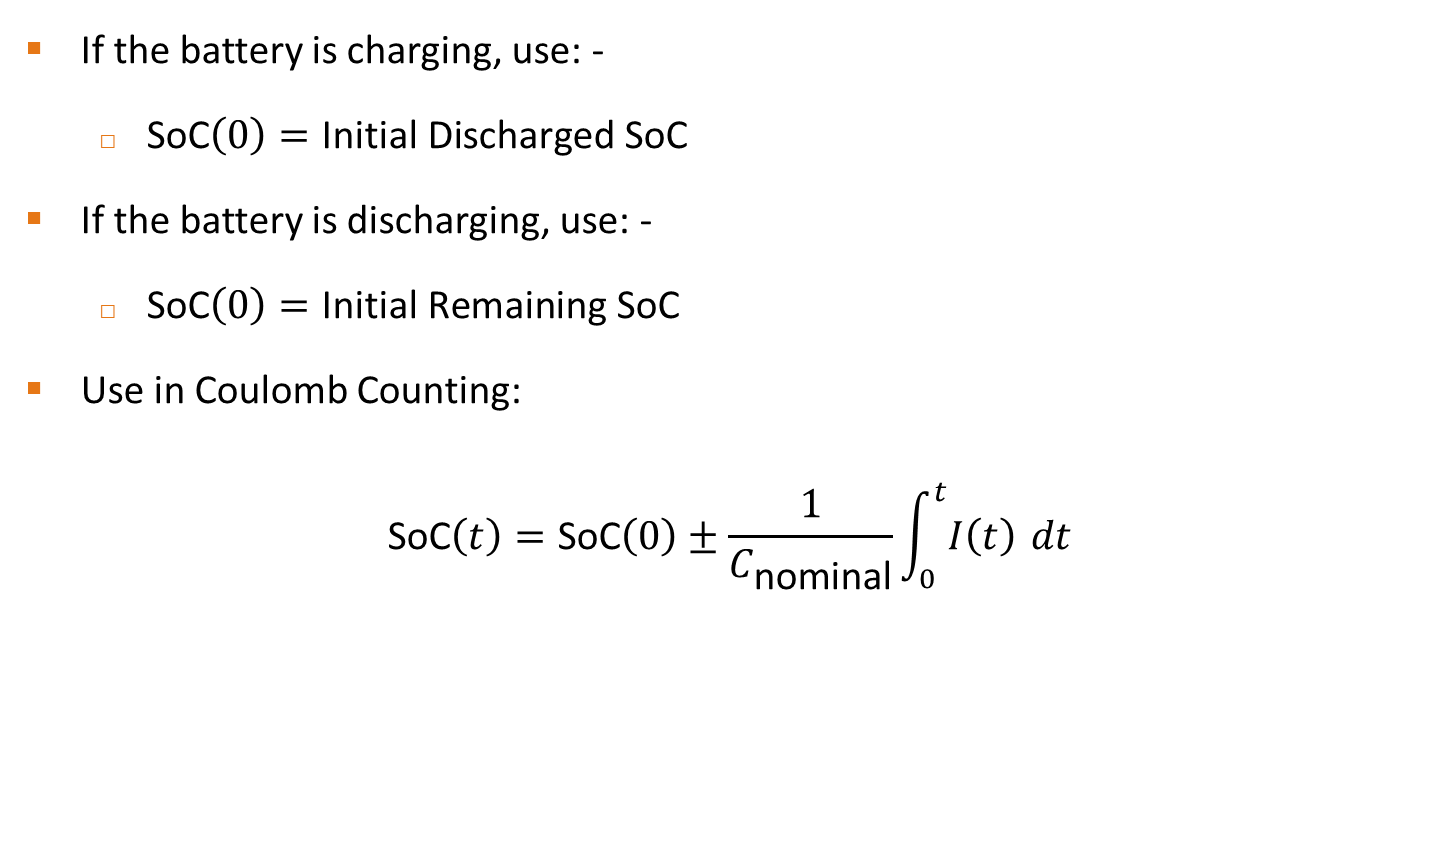 If the battery is charging, use: -
SoC(0) = Initial Discharged SoC
If the battery is discharging, use: -
SoC(0) = Initial Remaining SoC
Use in Coulomb Counting:
SoC(t) = SoC(0) ± 1/C_nominal ∫_0^t I(t) dt